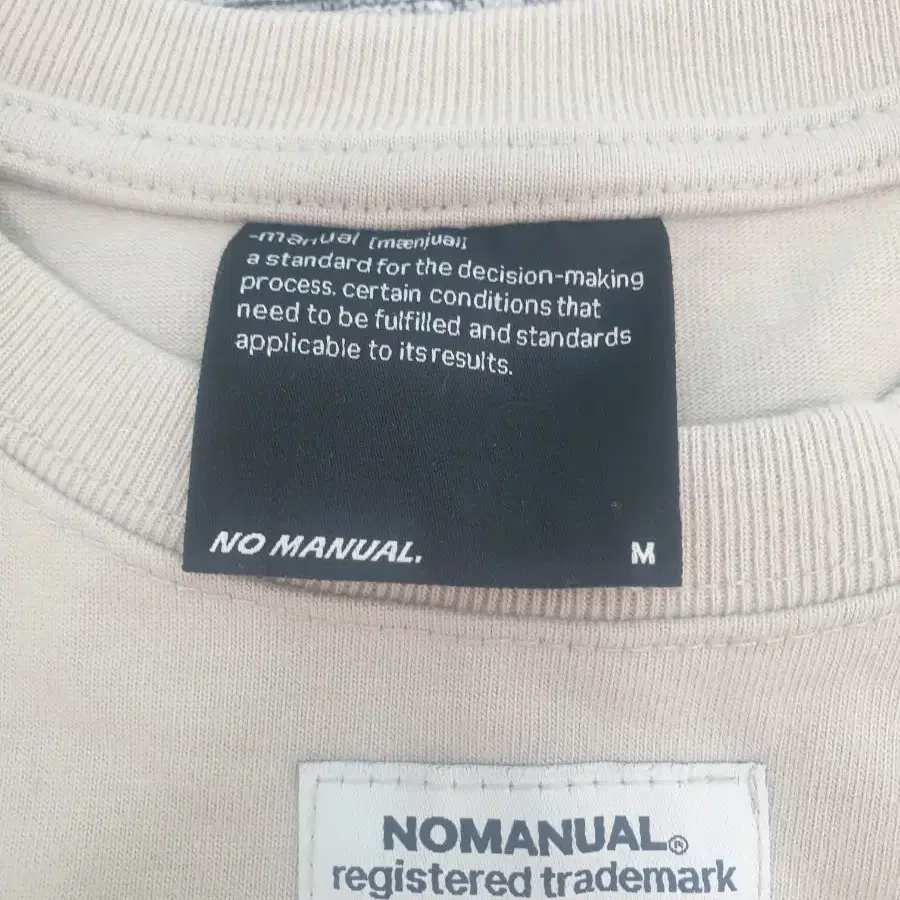 -manual [mænjual]
a standard for the decision-making
process. certain conditions that
need to be fulfilled and standards
applicable to its results.
NO MANUAL. M
NOMANUAL®
registered trademark